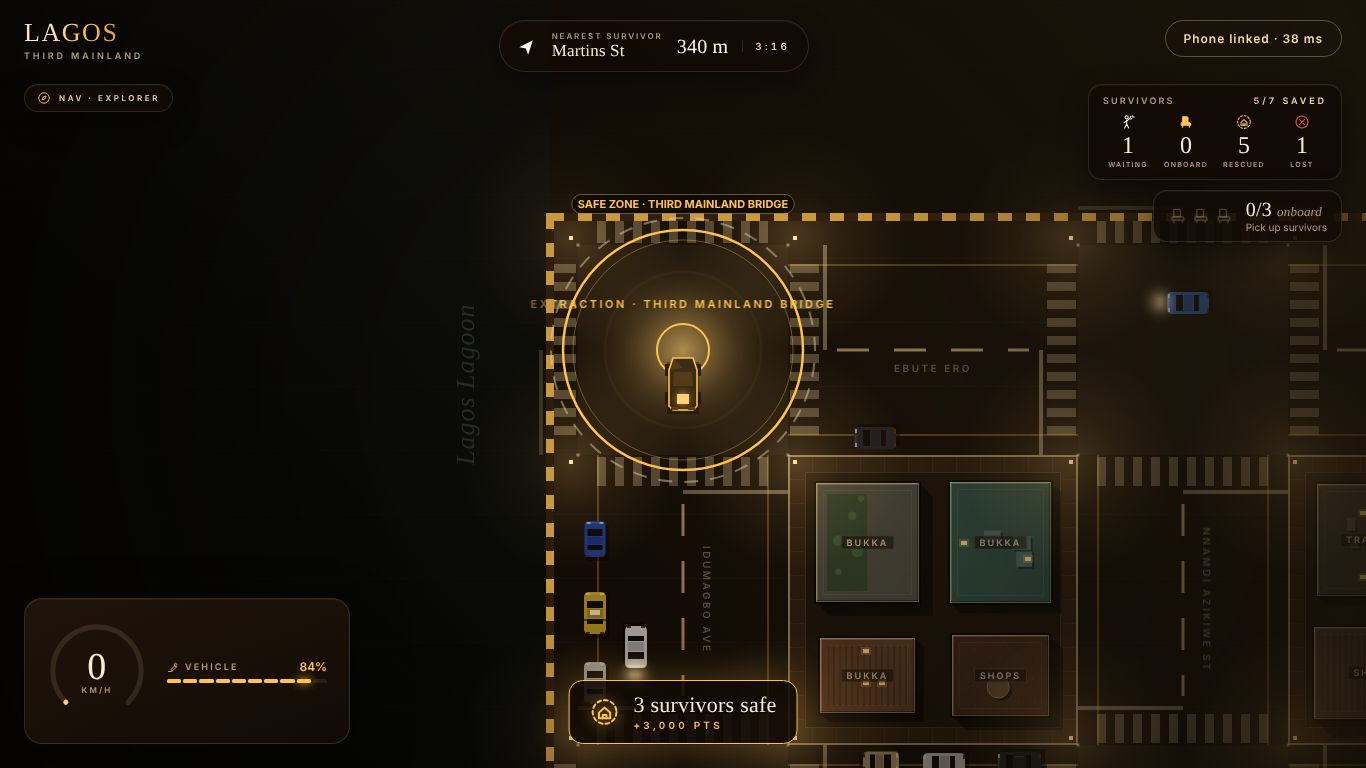 LAGOS
THIRD MAINLAND
NAV · EXPLORER
NEAREST SURVIVOR
Martins St
340 m
3:16
Phone linked · 38 ms
SURVIVORS
5/7 SAVED
1
0
5
1
WAITING
ONBOARD
RESCUED
LOST
0/3 onboard
Pick up survivors
SAFE ZONE · THIRD MAINLAND BRIDGE
EXTRACTION · THIRD MAINLAND BRIDGE
Lagos Lagoon
EBUTE ERO
IDUMAGBO AVE
NNAMDI AZIKIWE ST
BUKKA
BUKKA
BUKKA
SHOPS
0
KM/H
VEHICLE
84%
3 survivors safe
+3,000 PTS